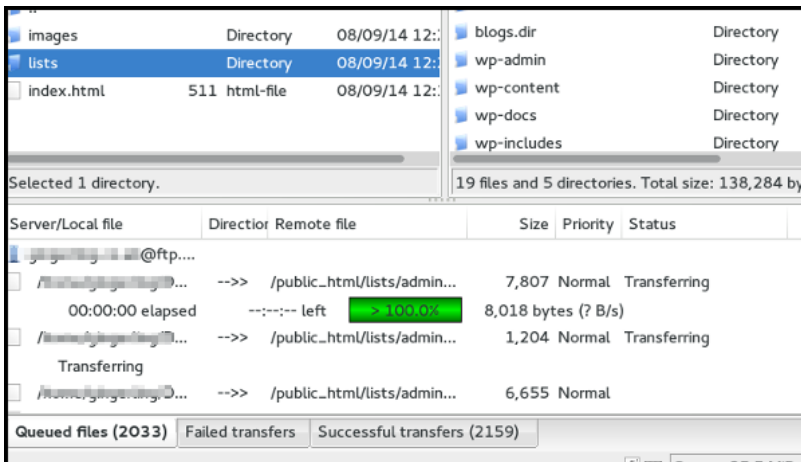 images Directory 08/09/14 12:
lists Directory 08/09/14 12:
index.html 511 html-file 08/09/14 12:
Selected 1 directory.
blogs.dir Directory
wp-admin Directory
wp-content Directory
wp-docs Directory
wp-includes Directory
19 files and 5 directories. Total size: 138,284 by
Server/Local file Direction Remote file Size Priority Status
@ftp....
-->> /public_html/lists/admin... 7,807 Normal Transferring
00:00:00 elapsed --:--:-- left > 100.0% 8,018 bytes (? B/s)
-->> /public_html/lists/admin... 1,204 Normal Transferring
Transferring
-->> /public_html/lists/admin... 6,655 Normal
Queued files (2033) Failed transfers Successful transfers (2159)